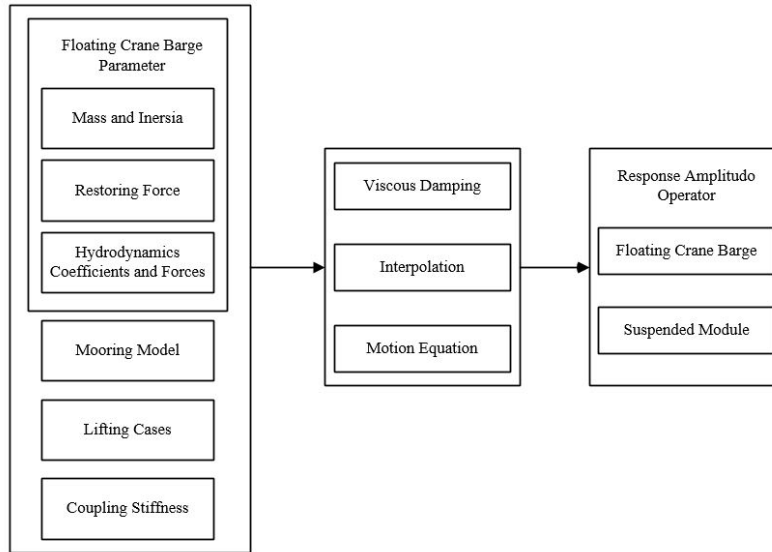 Floating Crane Barge
Parameter
Mass and Inersia
Restoring Force
Hydrodynamics
Coefficients and Forces
Mooring Model
Lifting Cases
Coupling Stiffness
Viscous Damping
Interpolation
Motion Equation
Response Amplitudo
Operator
Floating Crane Barge
Suspended Module